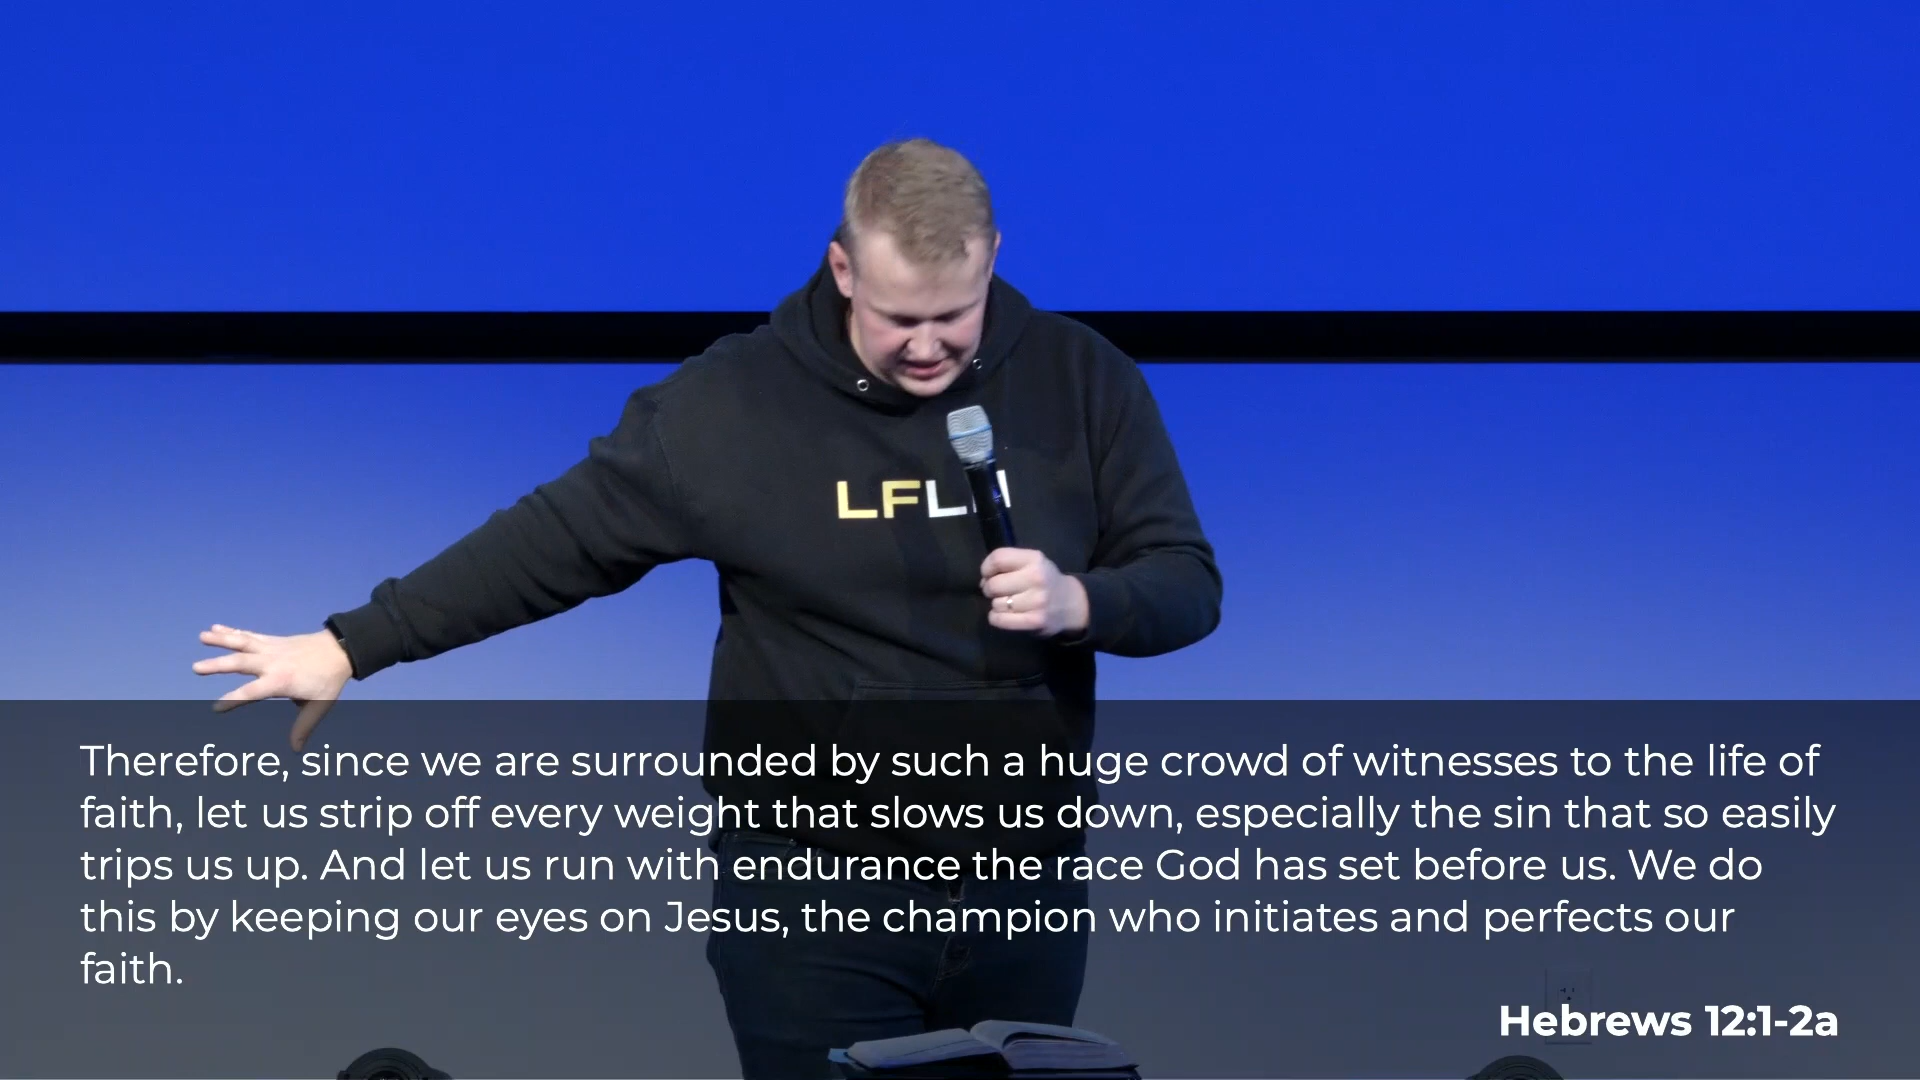 LFL
Therefore, since we are surrounded by such a huge crowd of witnesses to the life of
faith, let us strip off every weight that slows us down, especially the sin that so easily
trips us up. And let us run with endurance the race God has set before us. We do
this by keeping our eyes on Jesus, the champion who initiates and perfects our
faith.
Hebrews 12:1-2a